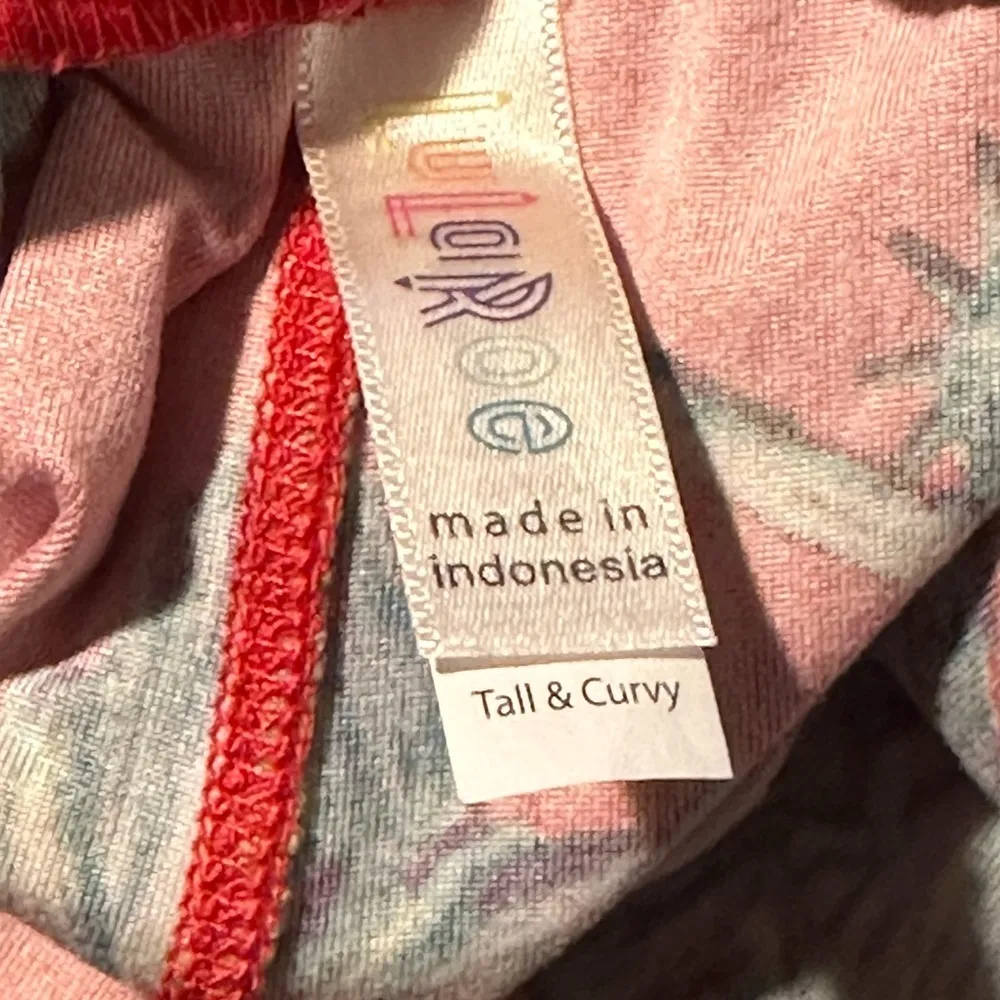 LuLaRoe
made in
indonesia
Tall & Curvy